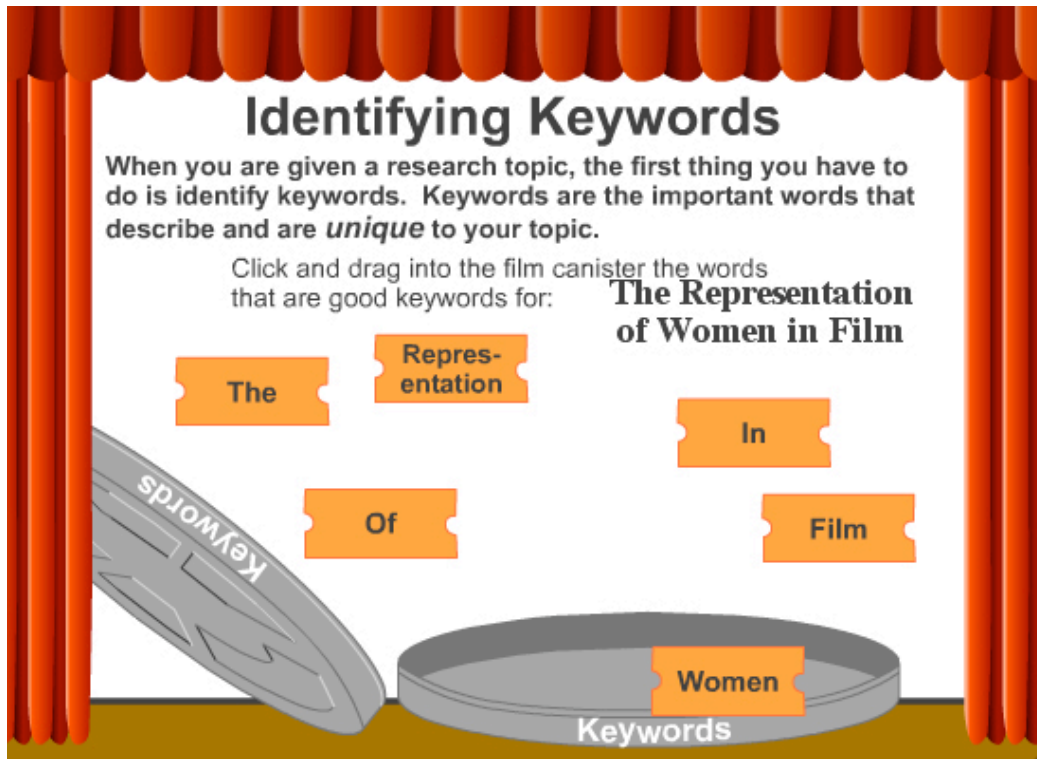 Identifying Keywords
When you are given a research topic, the first thing you have to
do is identify keywords.  Keywords are the important words that
describe and are unique to your topic.
Click and drag into the film canister the words
that are good keywords for:
The Representation
of Women in Film
The
Repres-
entation
In
Of
Film
Keywords
Women
Keywords